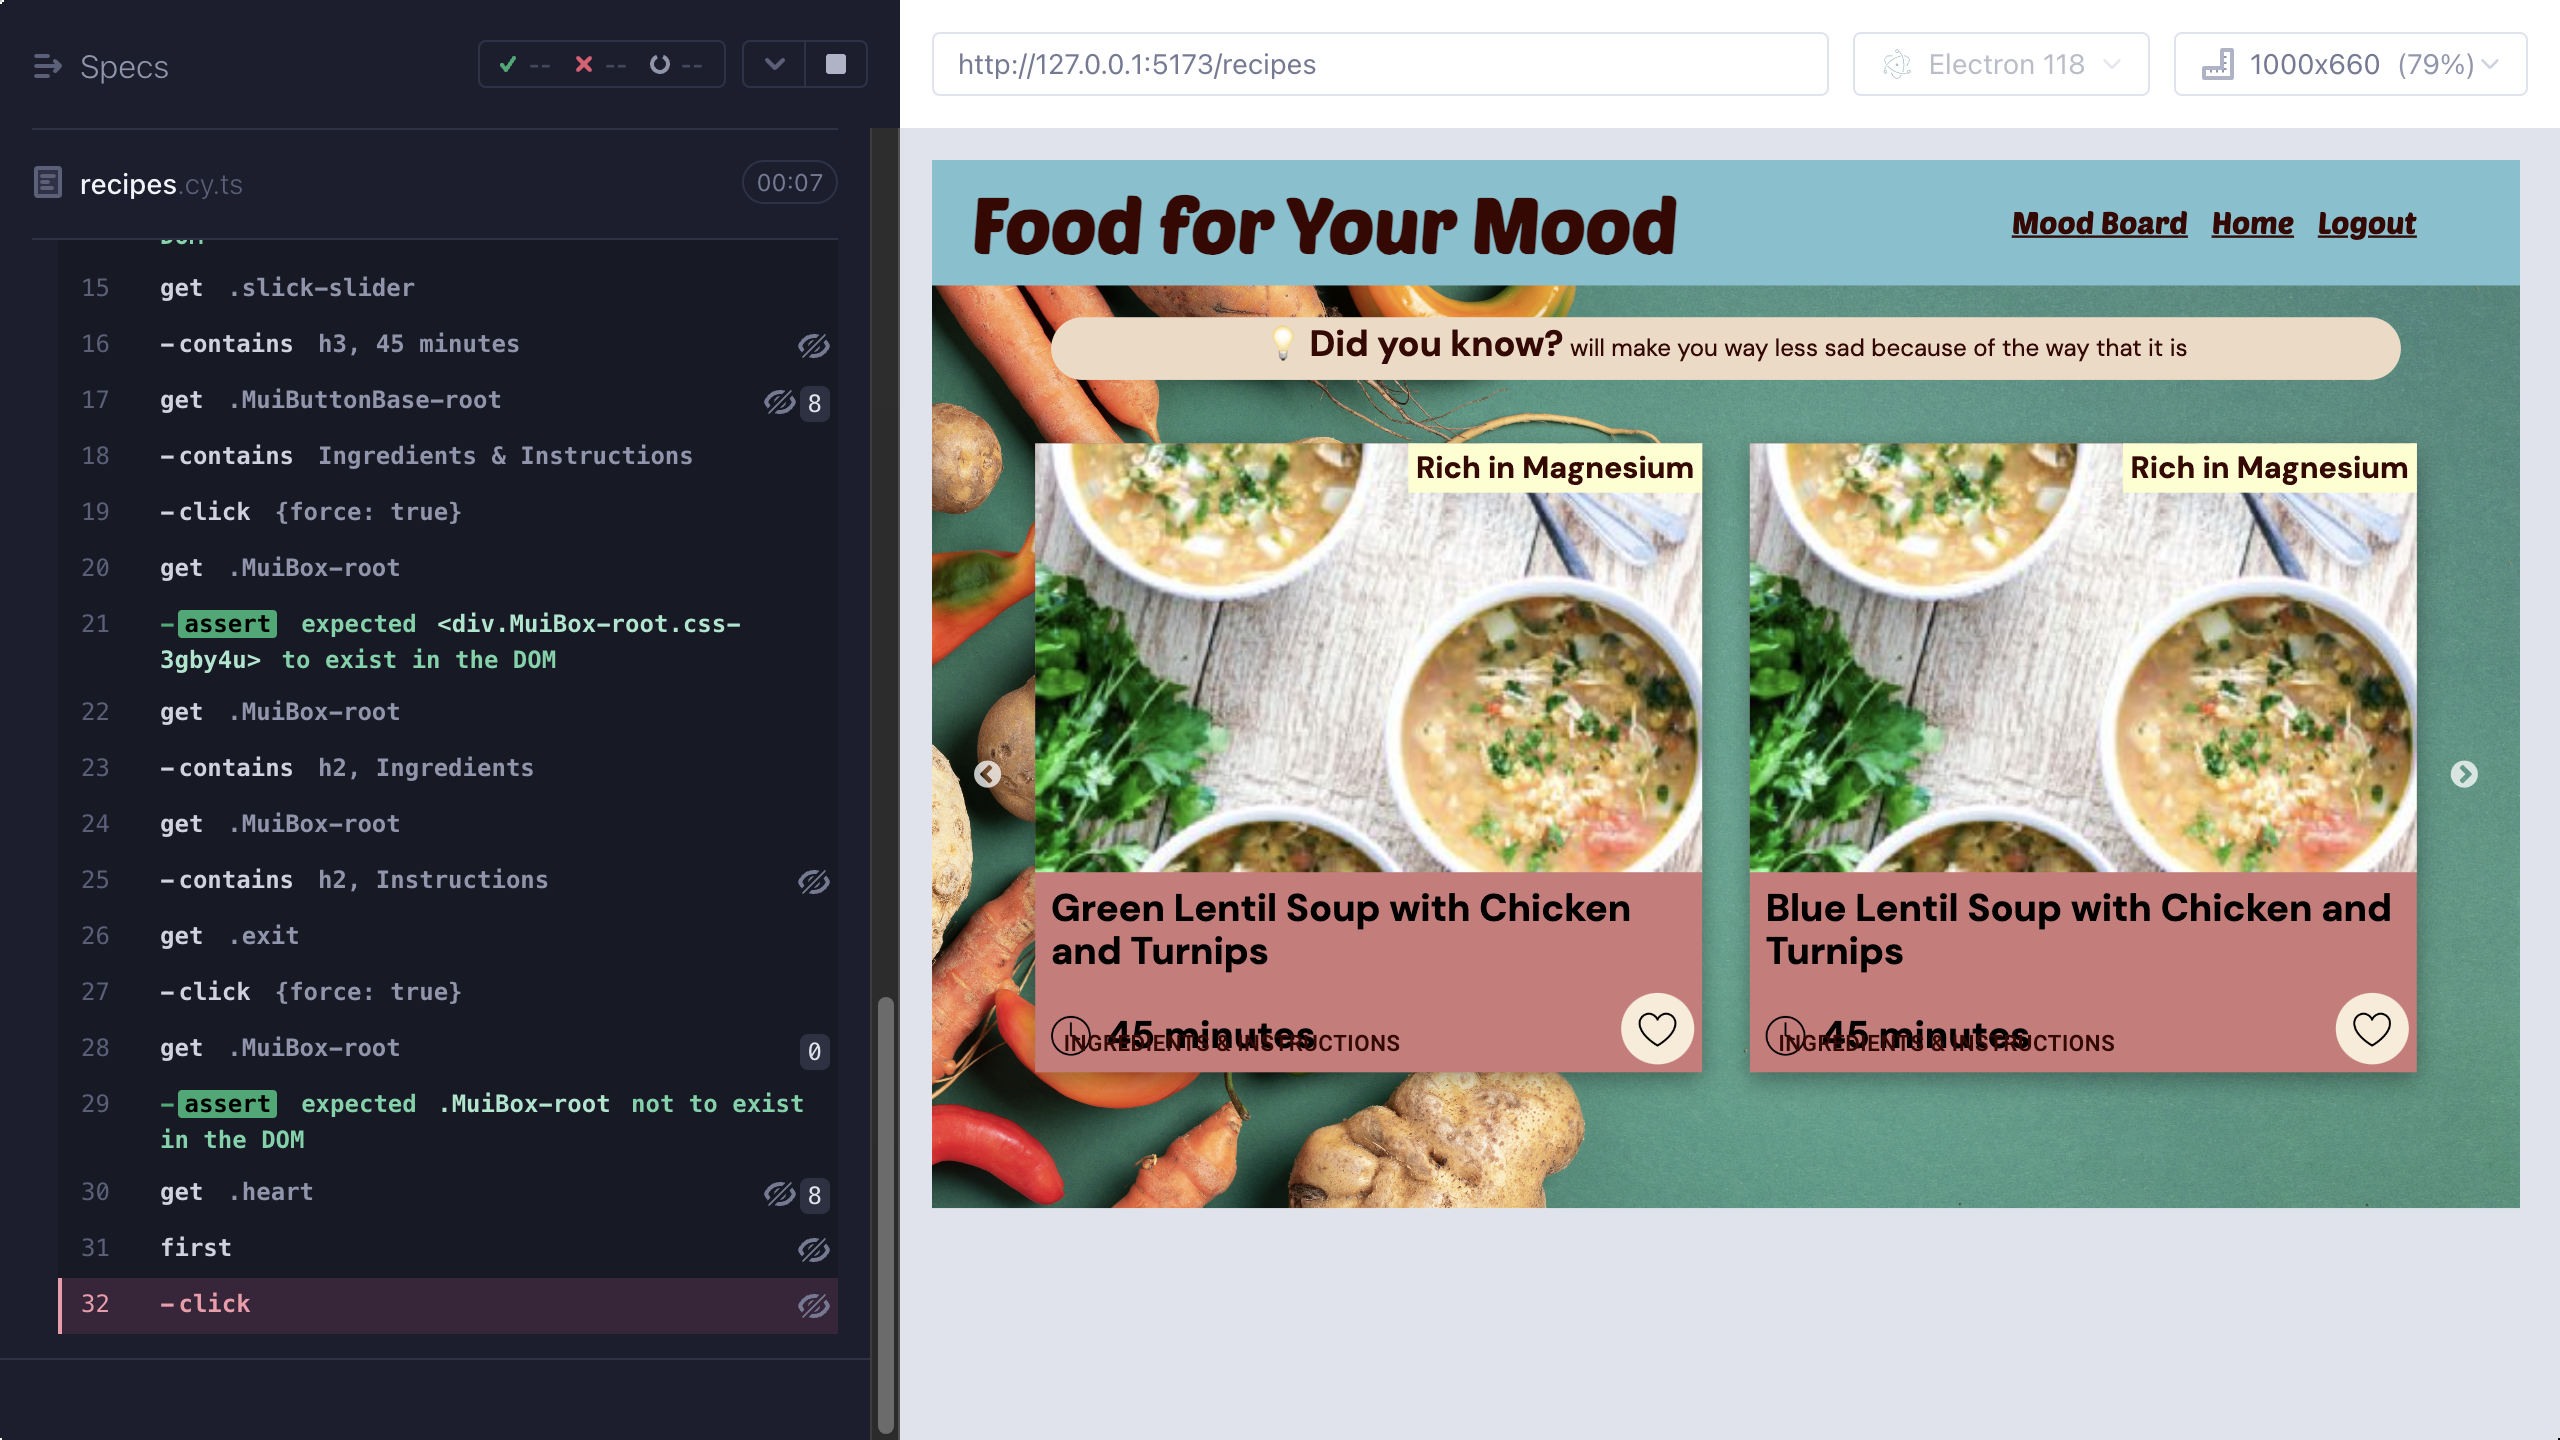 Specs
-- -- --
recipes.cy.ts 00:07
15 get .slick-slider
16 -contains h3, 45 minutes
17 get .MuiButtonBase-root 8
18 -contains Ingredients & Instructions
19 -click {force: true}
20 get .MuiBox-root
21 -assert expected <div.MuiBox-root.css-
3gby4u> to exist in the DOM
22 get .MuiBox-root
23 -contains h2, Ingredients
24 get .MuiBox-root
25 -contains h2, Instructions
26 get .exit
27 -click {force: true}
28 get .MuiBox-root 0
29 -assert expected .MuiBox-root not to exist
in the DOM
30 get .heart 8
31 first
32 -click
http://127.0.0.1:5173/recipes
Electron 118
1000x660 (79%)
Food for Your Mood
Mood Board Home Logout
Did you know? will make you way less sad because of the way that it is
Rich in Magnesium
Green Lentil Soup with Chicken
and Turnips
45 minutes
INGREDIENTS & INSTRUCTIONS
Rich in Magnesium
Blue Lentil Soup with Chicken and
Turnips
45 minutes
INGREDIENTS & INSTRUCTIONS